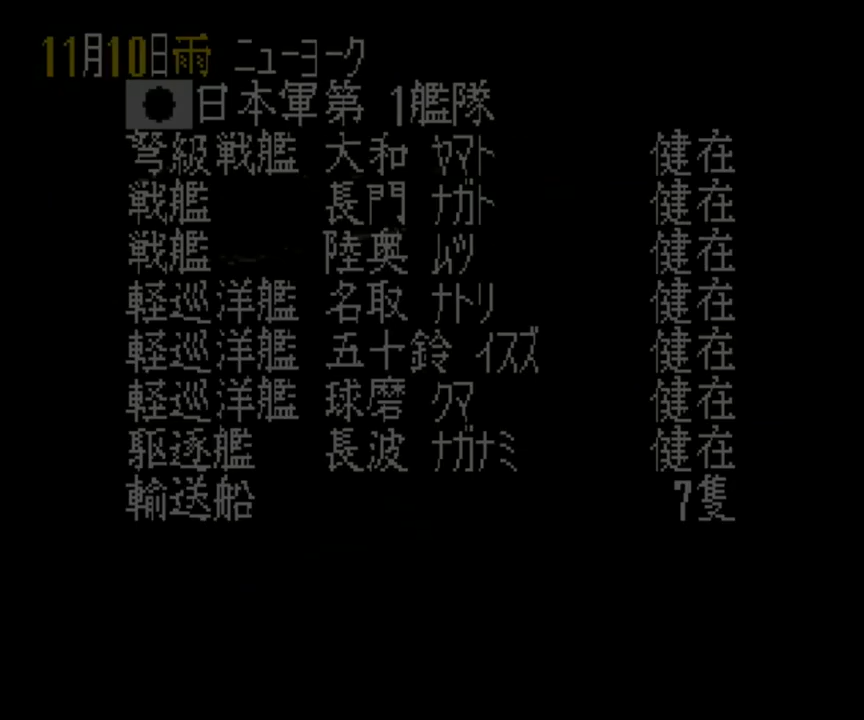 11月10日雨 ﾆｭｰﾖｰｸ
日本軍第 1艦隊
弩級戦艦 大和 ﾔﾏﾄ 健在
戦艦 長門 ﾅｶﾞﾄ 健在
戦艦 陸奥 ﾑﾂ 健在
軽巡洋艦 名取 ﾅﾄﾘ 健在
軽巡洋艦 五十鈴 ｲｽｽﾞ 健在
軽巡洋艦 球磨 ｸﾏ 健在
駆逐艦 長波 ﾅｶﾞﾅﾐ 健在
輸送船 7隻